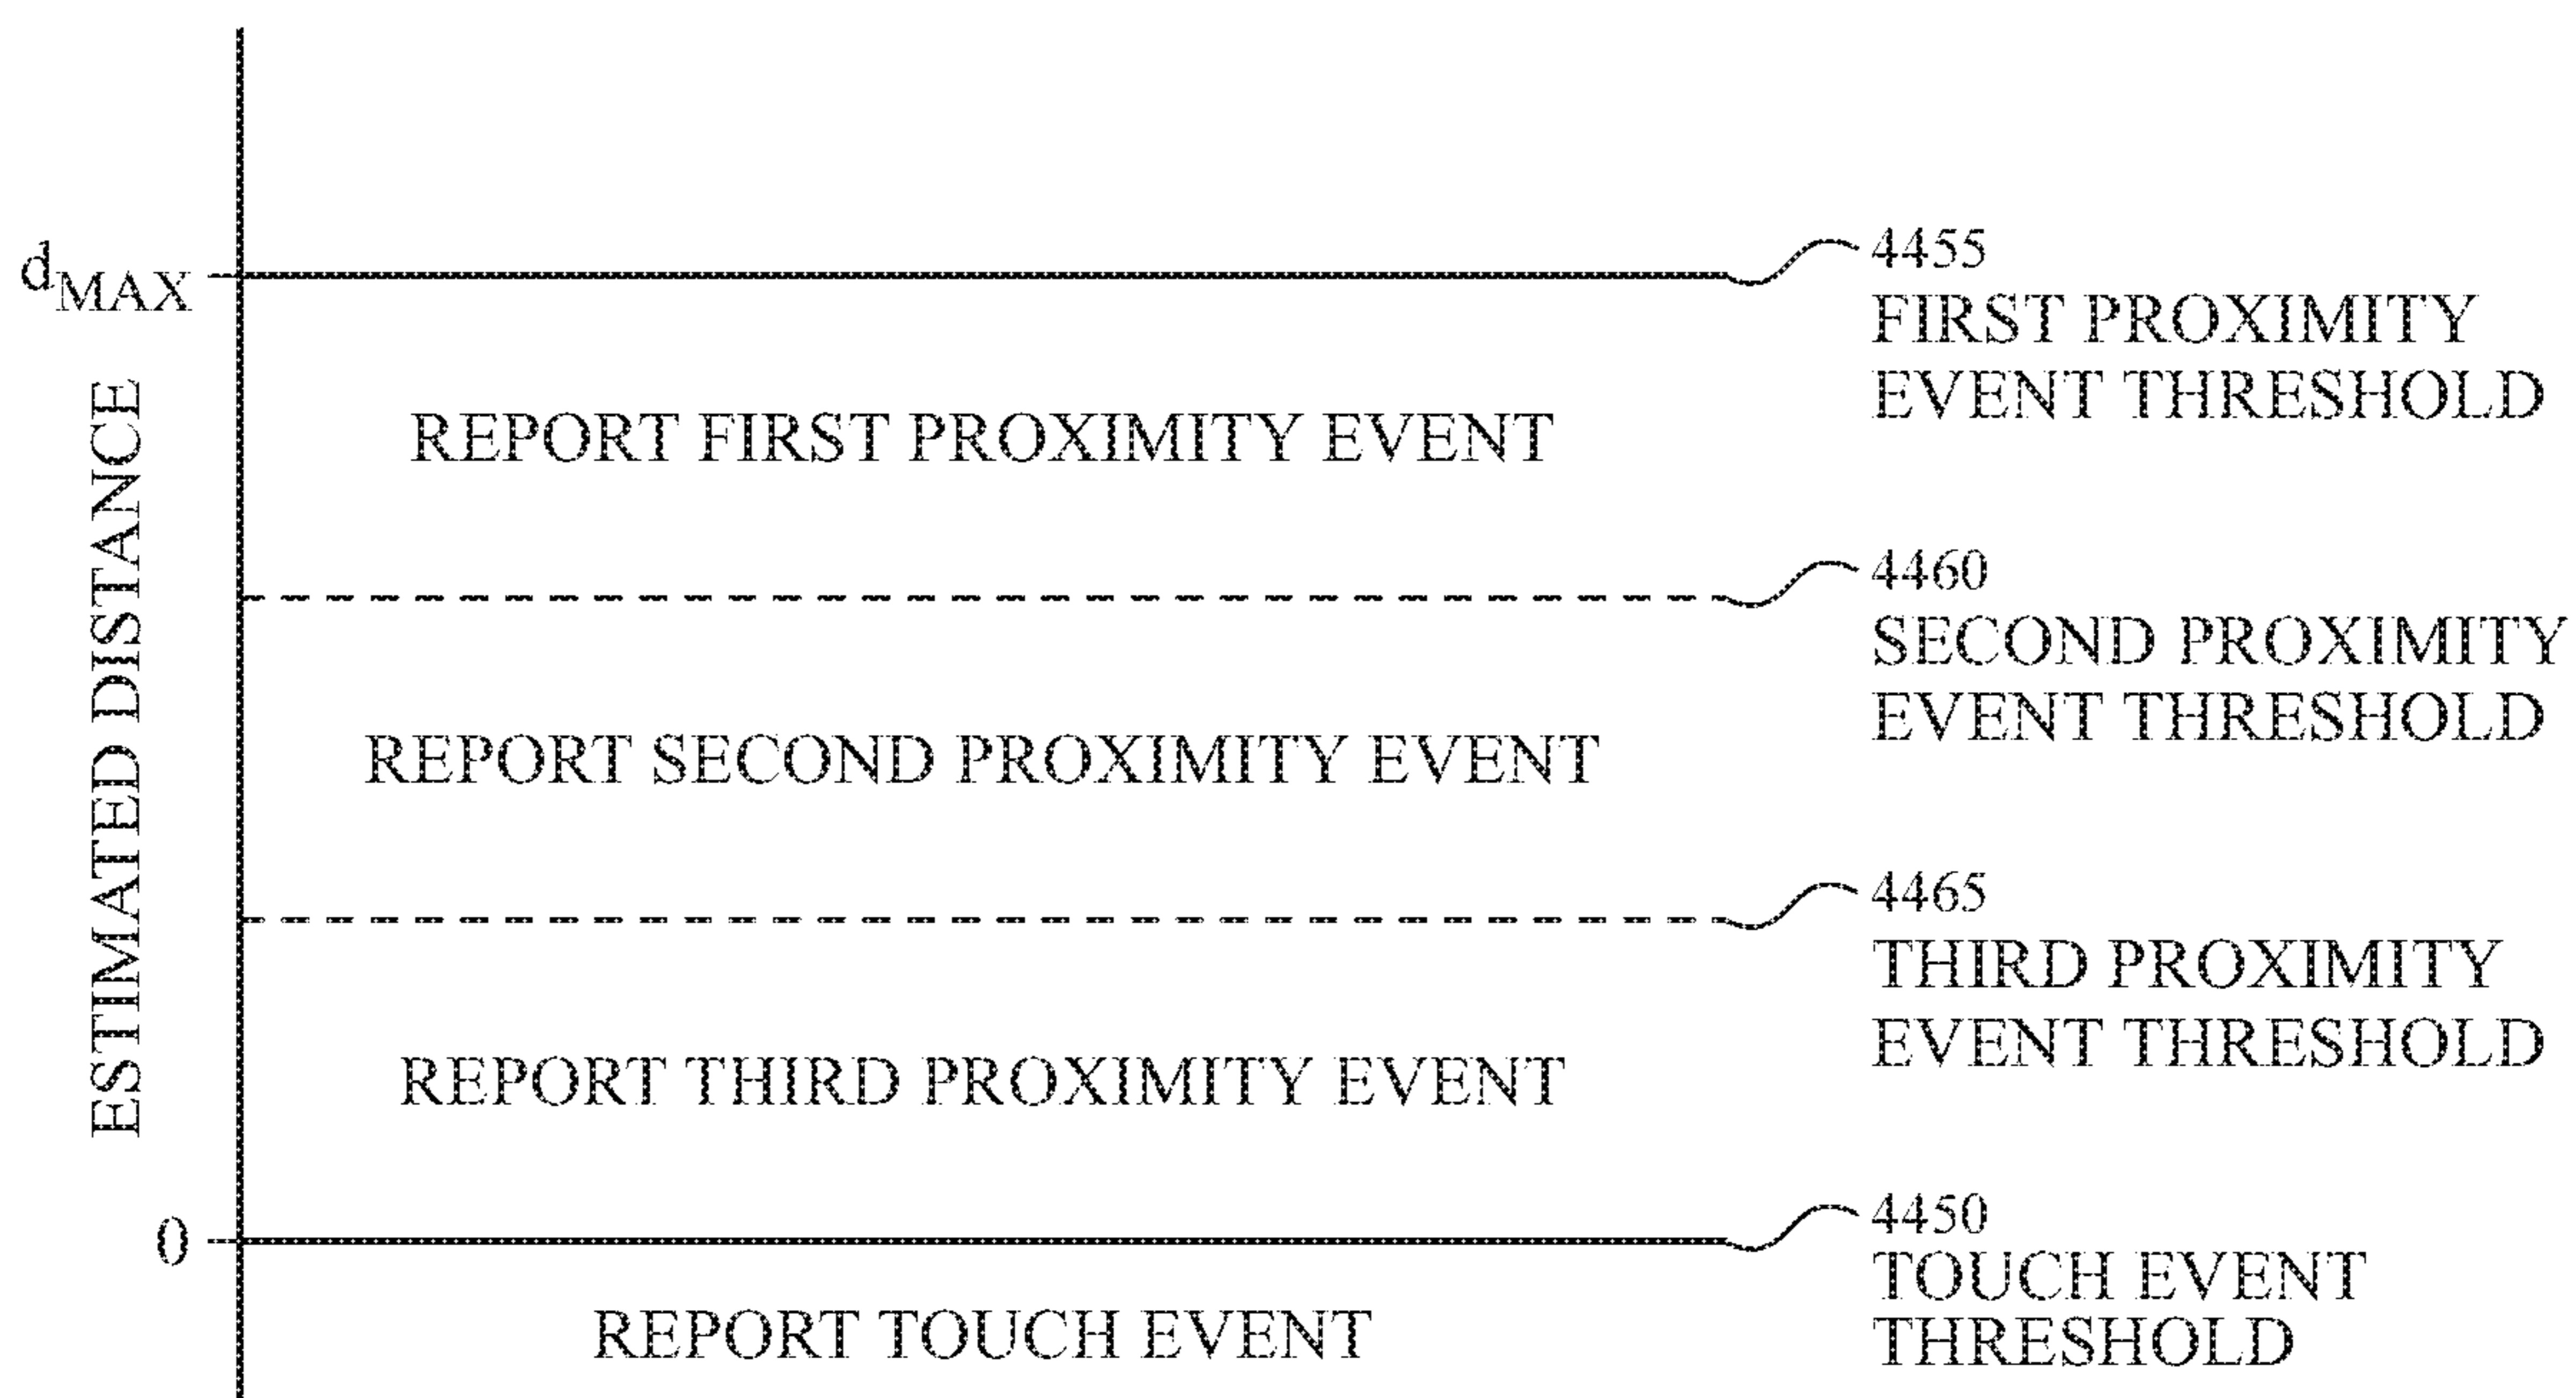 d_MAX
4455
FIRST PROXIMITY
EVENT THRESHOLD
REPORT FIRST PROXIMITY EVENT
4460
SECOND PROXIMITY
EVENT THRESHOLD
ESTIMATED DISTANCE
REPORT SECOND PROXIMITY EVENT
4465
THIRD PROXIMITY
EVENT THRESHOLD
REPORT THIRD PROXIMITY EVENT
0
4450
TOUCH EVENT
THRESHOLD
REPORT TOUCH EVENT